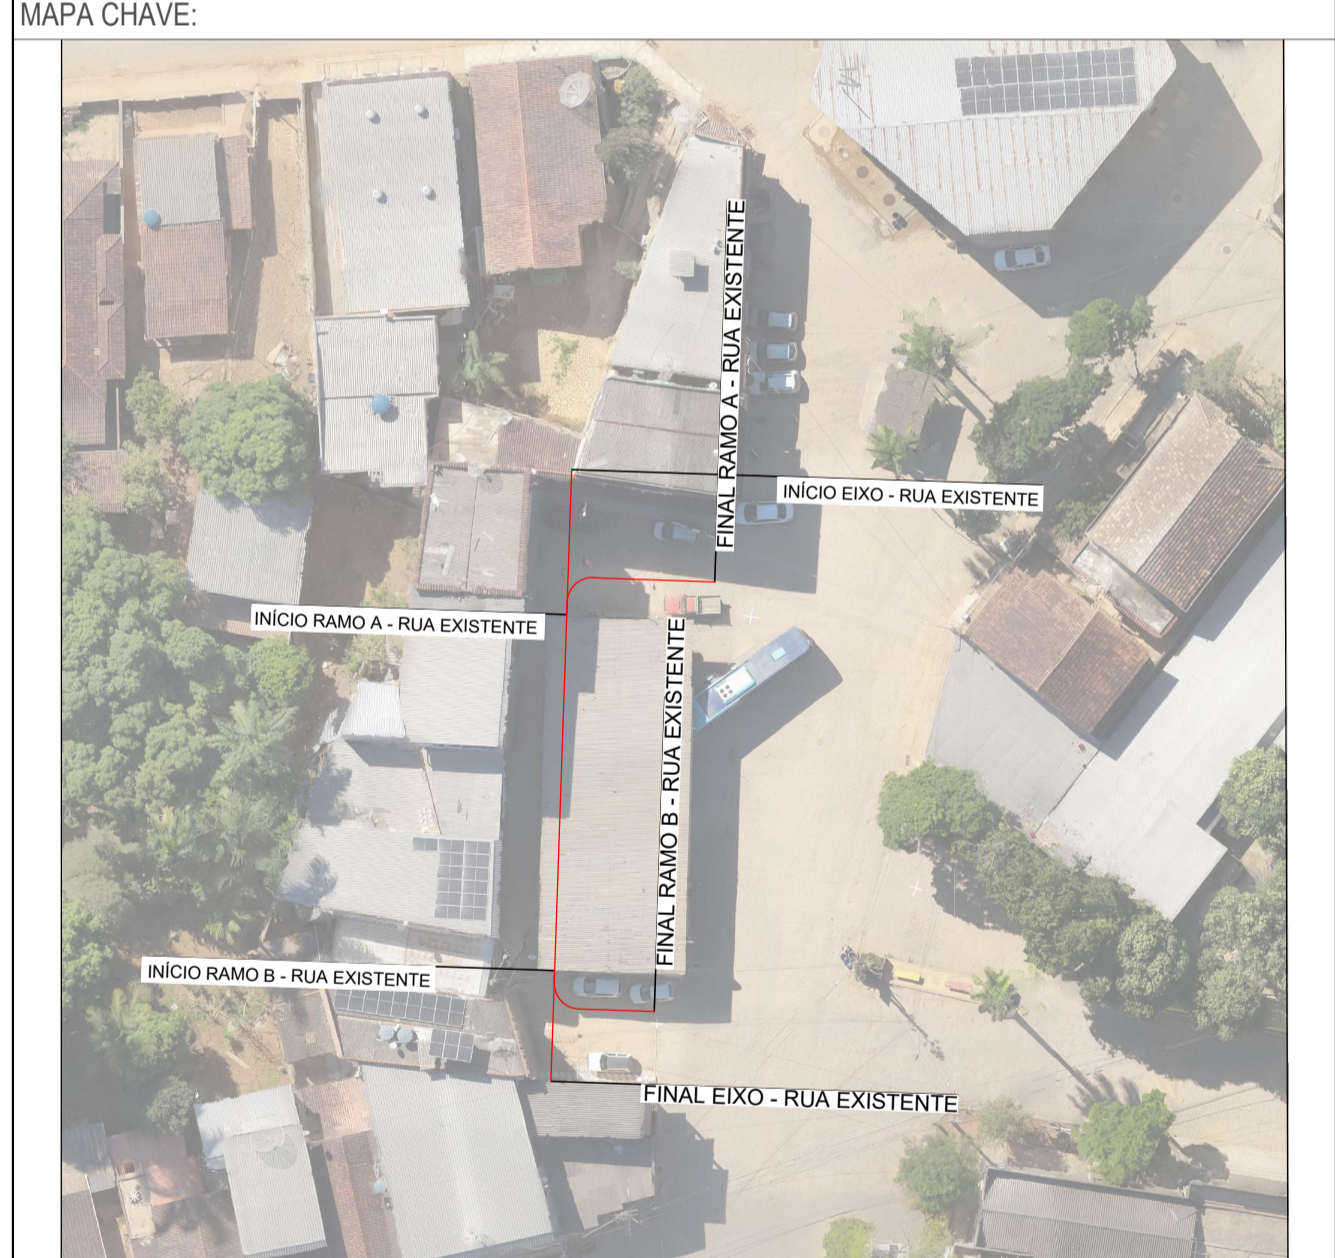 MAPA CHAVE:
FINAL RAMO A - RUA EXISTENTE
INÍCIO EIXO - RUA EXISTENTE
INÍCIO RAMO A - RUA EXISTENTE
FINAL RAMO B - RUA EXISTENTE
INÍCIO RAMO B - RUA EXISTENTE
FINAL EIXO - RUA EXISTENTE